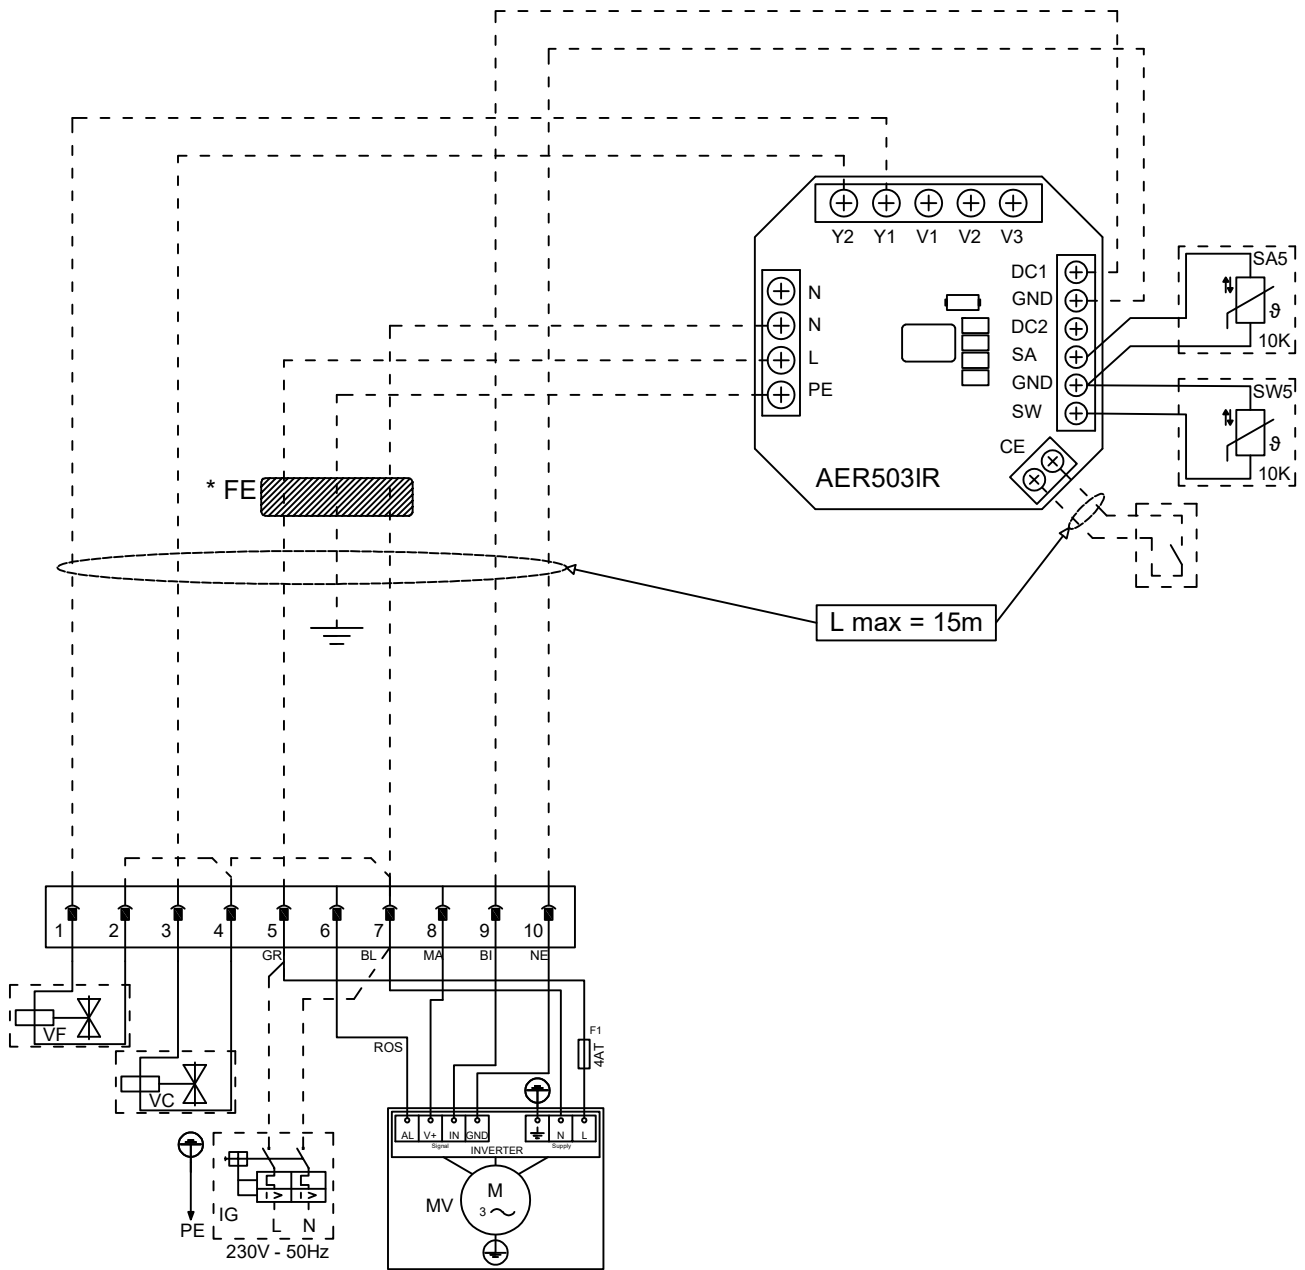 Y2 Y1 V1 V2 V3
DC1
GND
DC2
SA
GND
SW
CE
N
N
L
PE
AER503IR
SA5
ϑ
10K
SW5
ϑ
10K
* FE
L max = 15m
1 2 3 4 5 6 7 8 9 10
GR BL MA BI NE
VF
VC
ROS
F1
4AT
AL V+ IN GND N L
Signal Supply
INVERTER
MV
M
3
PE
IG
I > I >
L N
230V - 50Hz